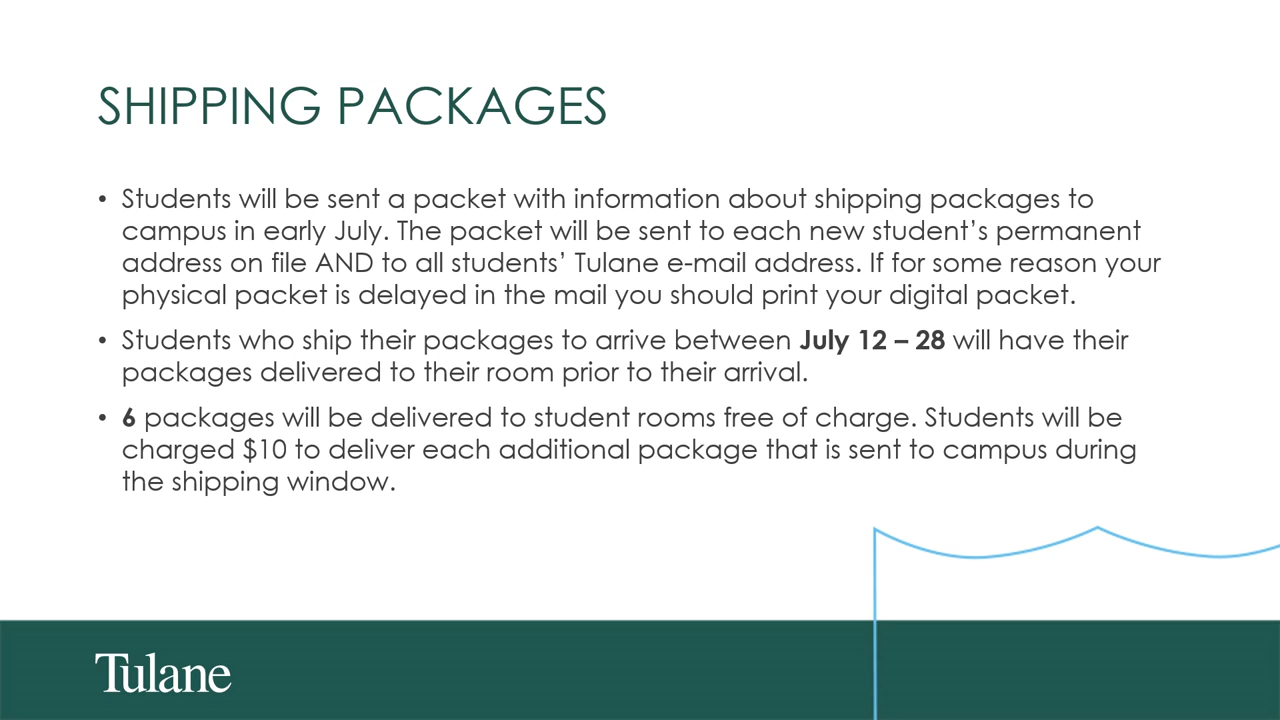 SHIPPING PACKAGES
• Students will be sent a packet with information about shipping packages to
campus in early July. The packet will be sent to each new student’s permanent
address on file AND to all students’ Tulane e-mail address. If for some reason your
physical packet is delayed in the mail you should print your digital packet.
• Students who ship their packages to arrive between July 12 – 28 will have their
packages delivered to their room prior to their arrival.
• 6 packages will be delivered to student rooms free of charge. Students will be
charged $10 to deliver each additional package that is sent to campus during
the shipping window.
Tulane